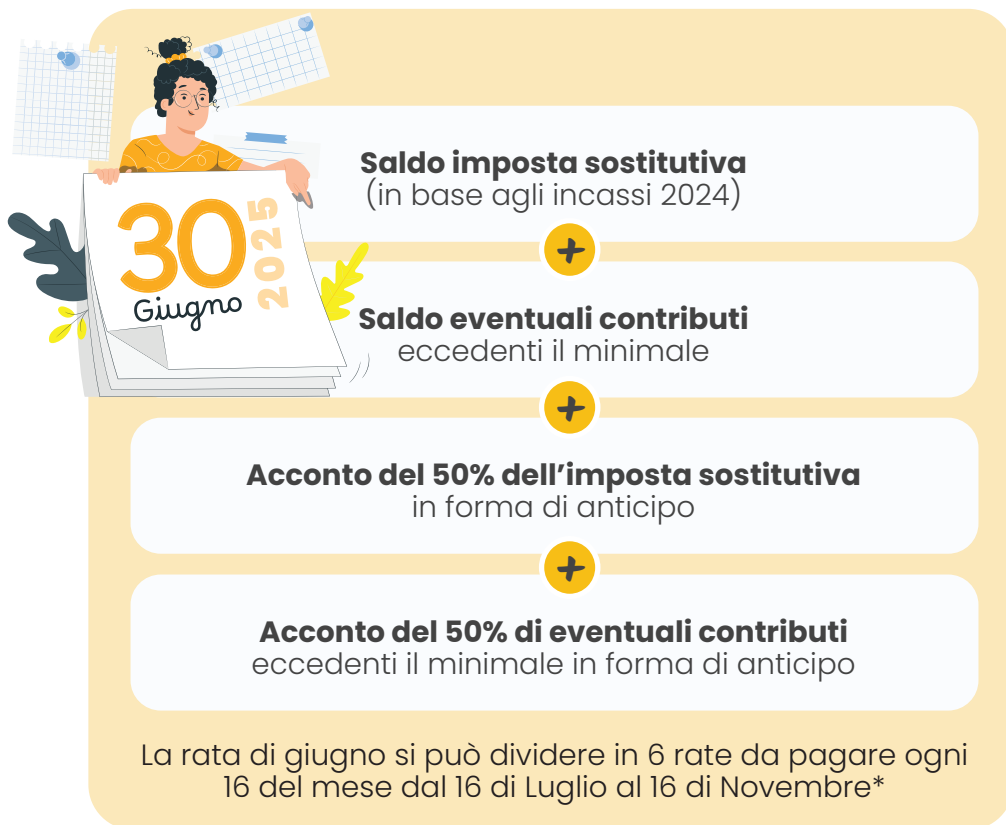 30
Giugno
2025
Saldo imposta sostitutiva
(in base agli incassi 2024)
+
Saldo eventuali contributi
eccedenti il minimale
+
Acconto del 50% dell’imposta sostitutiva
in forma di anticipo
+
Acconto del 50% di eventuali contributi
eccedenti il minimale in forma di anticipo
La rata di giugno si può dividere in 6 rate da pagare ogni
16 del mese dal 16 di Luglio al 16 di Novembre*